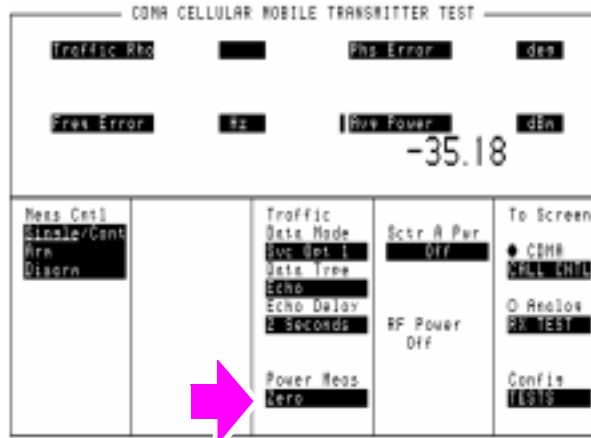 CDMA CELLULAR MOBILE TRANSMITTER TEST
Traffic Rho
Phs Error
deg
Freq Error
Hz
Avg Power
dBm
-35.18
Meas Cntl
Single/Cont
Arm
Disarm
Traffic
Data Mode
Svc Opt 1
Data Type
Echo
Echo Delay
2 Seconds
Power Meas
Zero
Sctr A Pwr
Off
RF Power
Off
To Screen
CDMA
CALL CNTL
Analog
RX TEST
Config
TESTS